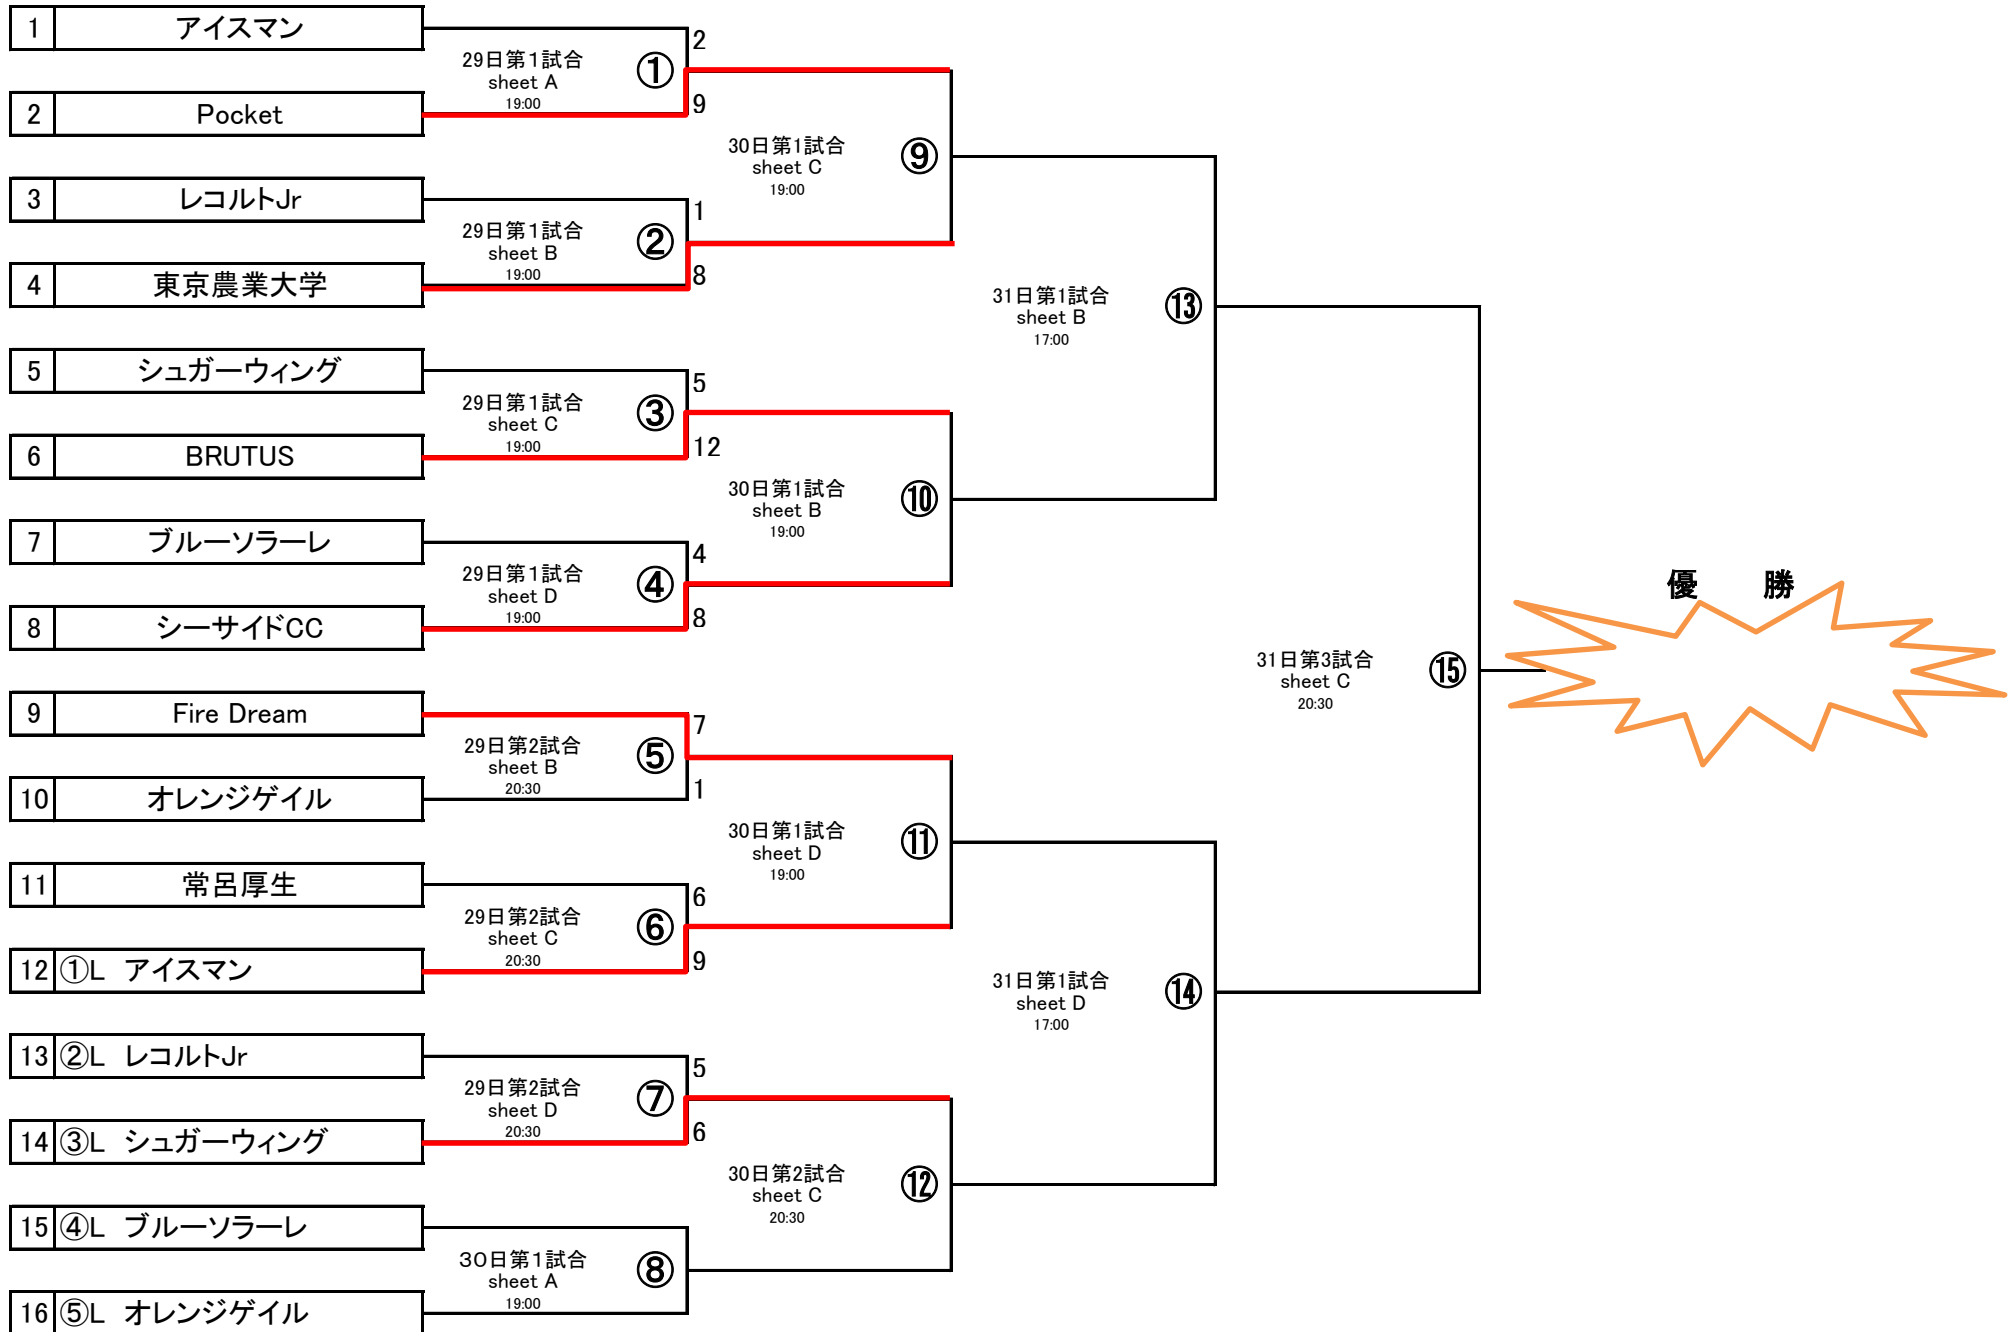 1 アイスマン
29日第1試合
sheet A
19:00
①
2
9
2 Pocket
30日第1試合
sheet C
19:00
⑨
3 レコルトJr
29日第1試合
sheet B
19:00
②
1
8
4 東京農業大学
31日第1試合
sheet B
17:00
⑬
5 シュガーウィング
29日第1試合
sheet C
19:00
③
5
12
6 BRUTUS
30日第1試合
sheet B
19:00
⑩
7 ブルーソラーレ
29日第1試合
sheet D
19:00
④
4
8
8 シーサイドCC
優 勝
31日第3試合
sheet C
20:30
⑮
9 Fire Dream
29日第2試合
sheet B
20:30
⑤
7
1
10 オレンジゲイル
30日第1試合
sheet D
19:00
⑪
11 常呂厚生
29日第2試合
sheet C
20:30
⑥
6
9
12 ①L アイスマン
31日第1試合
sheet D
17:00
⑭
13 ②L レコルトJr
29日第2試合
sheet D
20:30
⑦
5
6
14 ③L シュガーウィング
30日第2試合
sheet C
20:30
⑫
15 ④L ブルーソラーレ
30日第1試合
sheet A
19:00
⑧
16 ⑤L オレンジゲイル